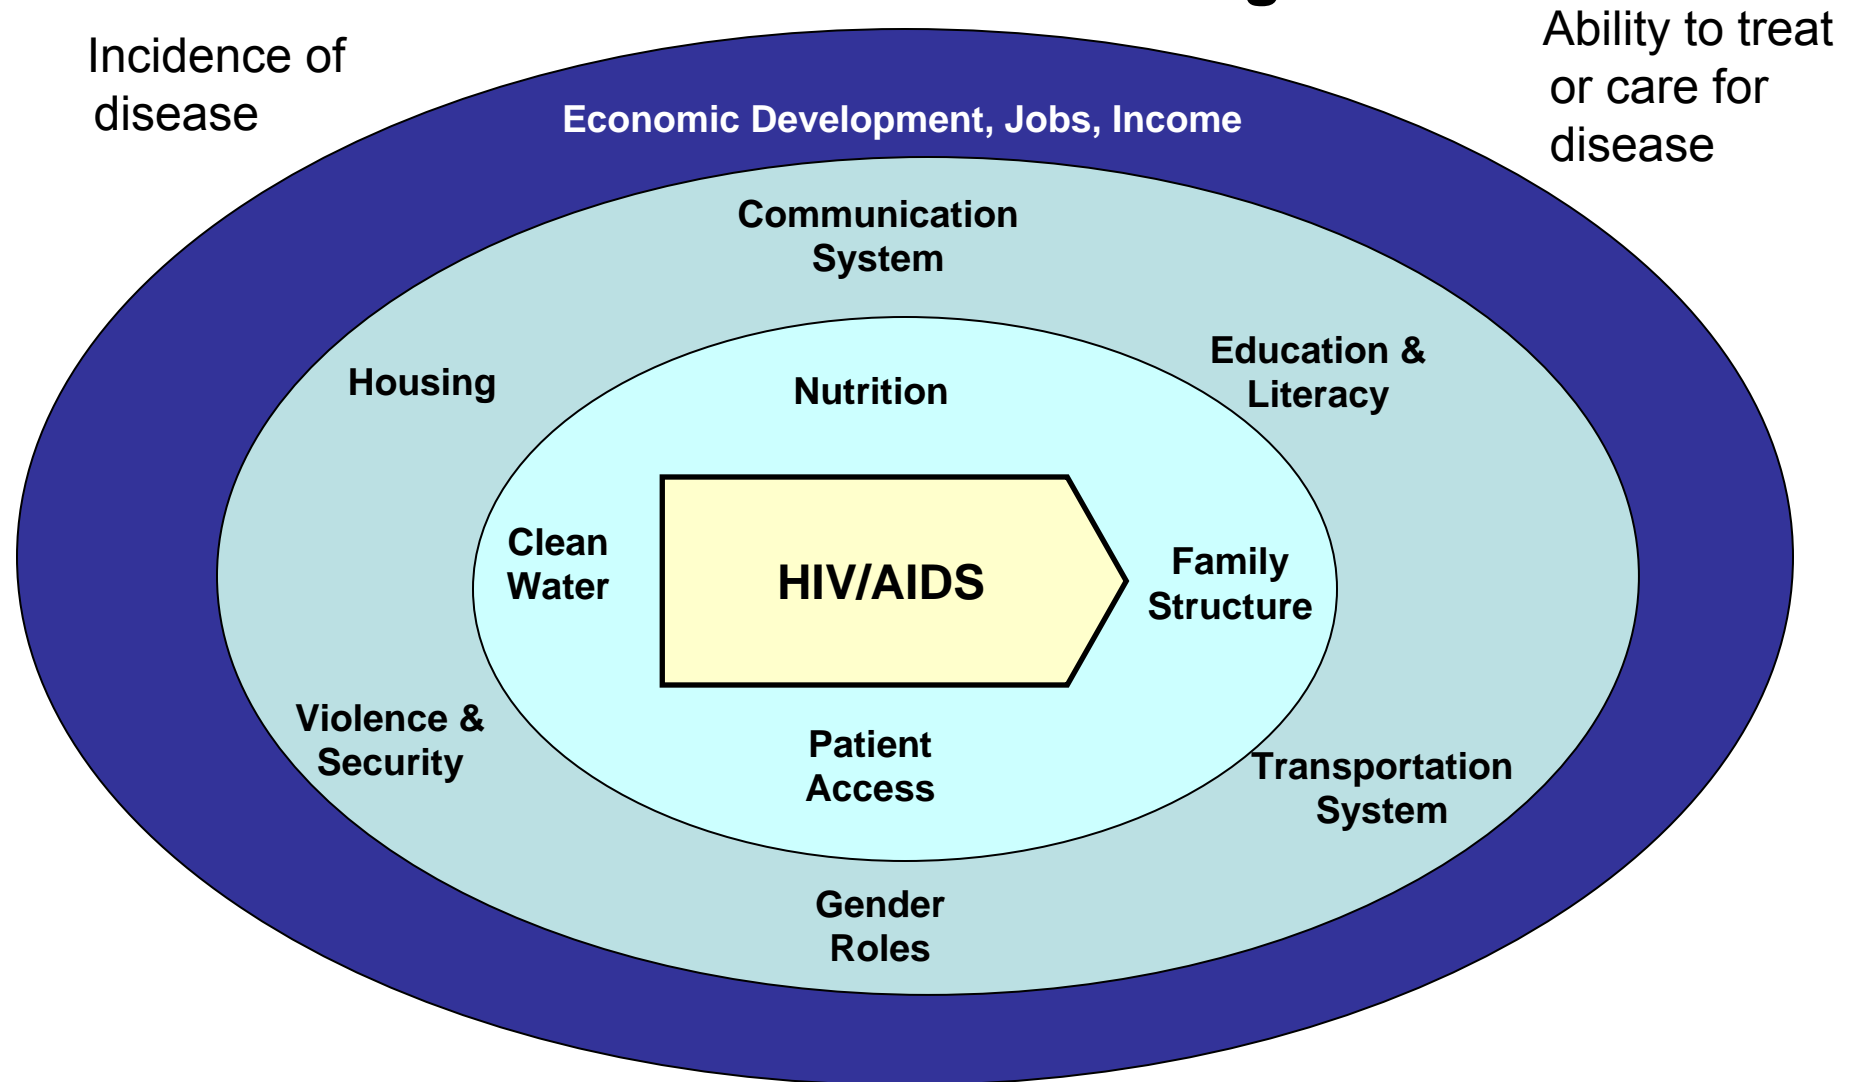 Incidence of
disease
Ability to treat
or care for
disease
Economic Development, Jobs, Income
Communication
System
Housing
Education &
Literacy
Nutrition
Clean
Water
HIV/AIDS
Family
Structure
Violence &
Security
Patient
Access
Transportation
System
Gender
Roles